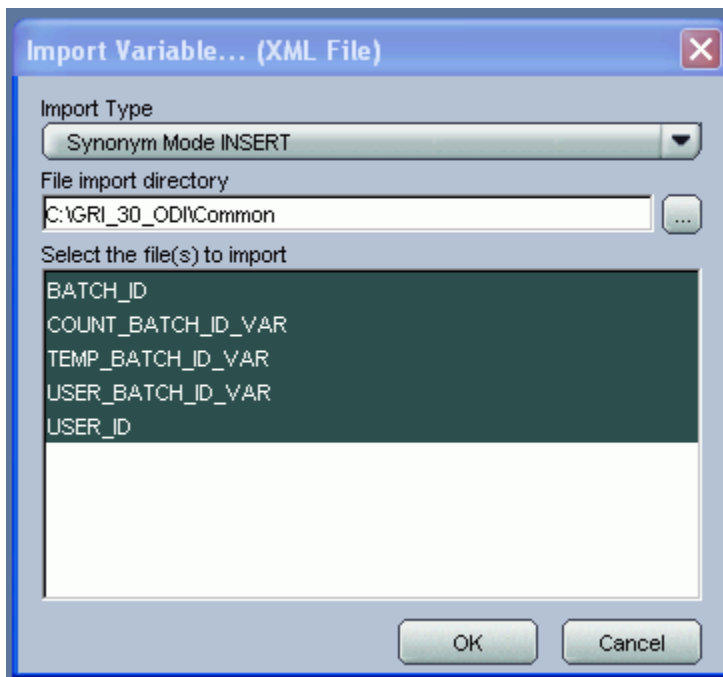 Import Variable... (XML File)
Import Type
Synonym Mode INSERT
File import directory
C:\GRI_30_ODI\Common
...
Select the file(s) to import
BATCH_ID
COUNT_BATCH_ID_VAR
TEMP_BATCH_ID_VAR
USER_BATCH_ID_VAR
USER_ID
OK
Cancel